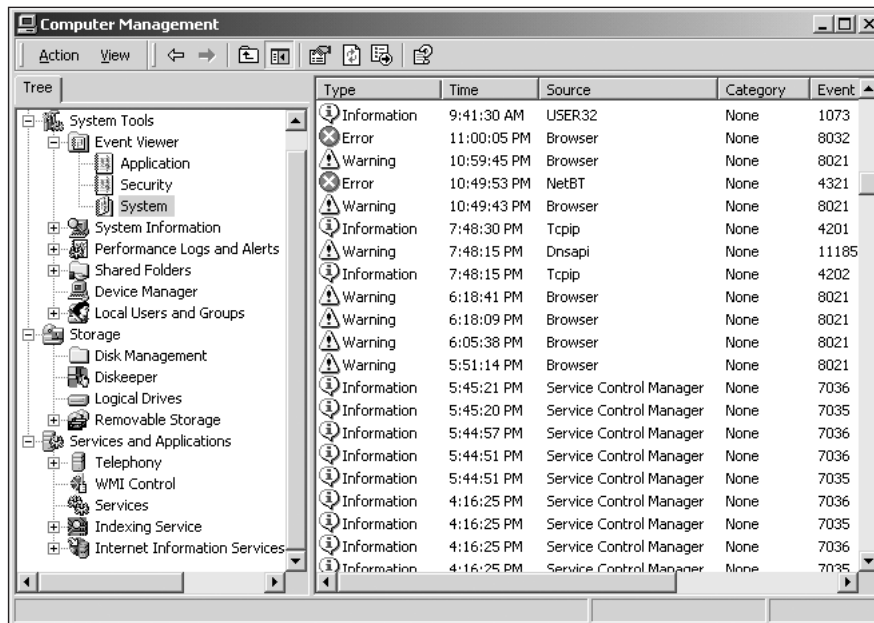 Computer Management
Action View
Tree
System Tools
Event Viewer
Application
Security
System
System Information
Performance Logs and Alerts
Shared Folders
Device Manager
Local Users and Groups
Storage
Disk Management
Diskeeper
Logical Drives
Removable Storage
Services and Applications
Telephony
WMI Control
Services
Indexing Service
Internet Information Services
Type Time Source Category Event
Information 9:41:30 AM USER32 None 1073
Error 11:00:05 PM Browser None 8032
Warning 10:59:45 PM Browser None 8021
Error 10:49:53 PM NetBT None 4321
Warning 10:49:43 PM Browser None 8021
Information 7:48:30 PM Tcpip None 4201
Warning 7:48:15 PM Dnsapi None 11185
Information 7:48:15 PM Tcpip None 4202
Warning 6:18:41 PM Browser None 8021
Warning 6:18:09 PM Browser None 8021
Warning 6:05:38 PM Browser None 8021
Warning 5:51:14 PM Browser None 8021
Information 5:45:21 PM Service Control Manager None 7036
Information 5:45:20 PM Service Control Manager None 7035
Information 5:44:57 PM Service Control Manager None 7036
Information 5:44:51 PM Service Control Manager None 7036
Information 5:44:51 PM Service Control Manager None 7035
Information 4:16:25 PM Service Control Manager None 7036
Information 4:16:25 PM Service Control Manager None 7035
Information 4:16:25 PM Service Control Manager None 7036
Information 4:16:25 PM Service Control Manager None 7035